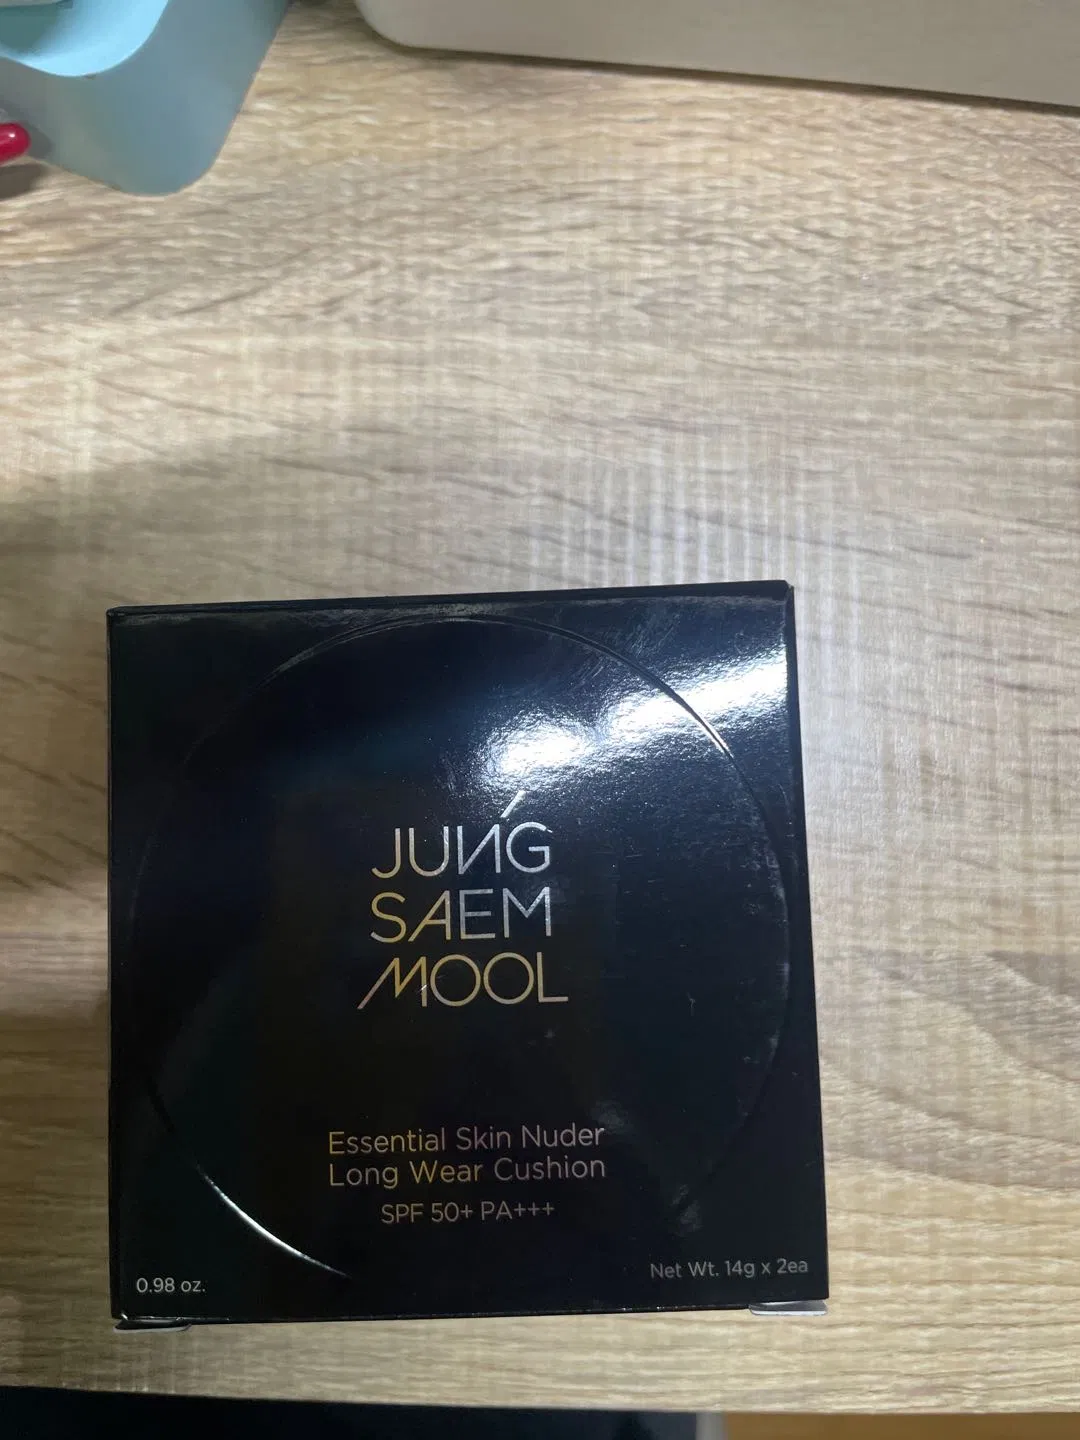 JUNG
SAEM
MOOL
Essential Skin Nuder
Long Wear Cushion
SPF 50+ PA+++
0.98 oz.
Net Wt. 14g x 2ea